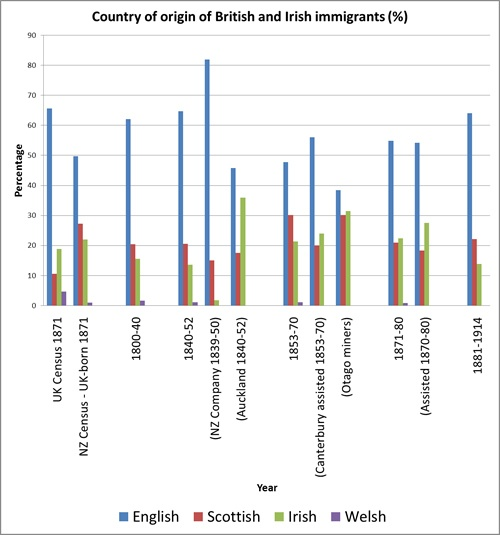 Country of origin of British and Irish immigrants (%)
90
80
70
60
50
40
30
20
10
0
Percentage
UK Census 1871
NZ Census - UK-born 1871
1800-40
1840-52
(NZ Company 1839-50)
(Auckland 1840-52)
1853-70
(Canterbury assisted 1853-70)
(Otago miners)
1871-80
(Assisted 1870-80)
1881-1914
Year
English Scottish Irish Welsh